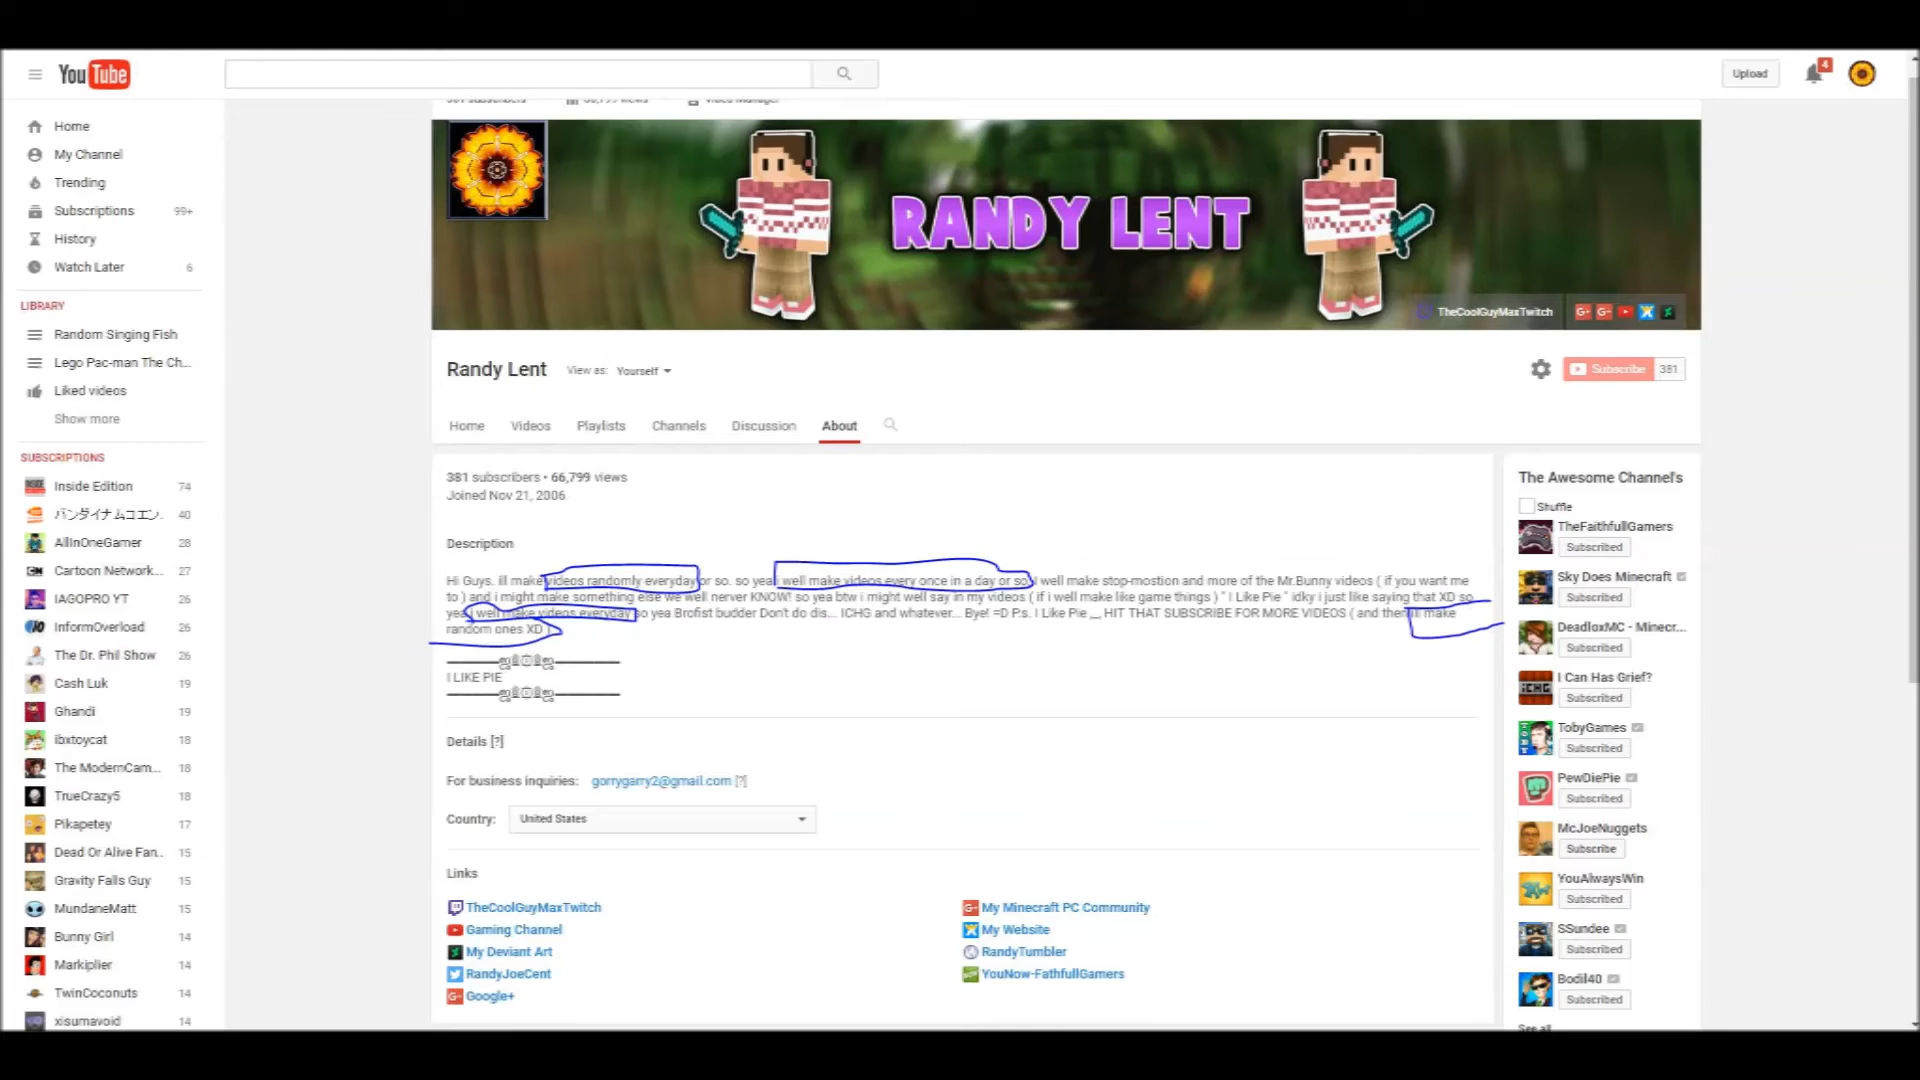 YouTube
Upload
4
381 subscribers 66,799 views Video Manager
Home
My Channel
Trending
Subscriptions 99+
History
Watch Later 6
LIBRARY
Random Singing Fish
Lego Pac-man The Ch...
Liked videos
Show more
SUBSCRIPTIONS
Inside Edition 74
バンダイナムコエン. 40
AllInOneGamer 28
Cartoon Network... 27
IAGOPRO YT 26
InformOverload 26
The Dr. Phil Show 26
Cash Luk 19
Ghandi 19
ibxtoycat 18
The ModernCam... 18
TrueCrazy5 18
Pikapetey 17
Dead Or Alive Fan.. 15
Gravity Falls Guy 15
MundaneMatt 15
Bunny Girl 14
Markiplier 14
TwinCoconuts 14
xisumavoid 14
RANDY LENT
TheCoolGuyMaxTwitch
Randy Lent View as: Yourself
Subscribe 381
Home Videos Playlists Channels Discussion About
381 subscribers • 66,799 views
Joined Nov 21, 2006
Description
Hi Guys. ill make videos randomly everyday or so. so yea i well make videos every once in a day or so. I well make stop-mostion and more of the Mr.Bunny videos ( if you want me
to ) and i might make something else we well nerver KNOW! so yea btw i might well say in my videos ( if i well make like game things ) " I Like Pie " idky i just like saying that XD so
yea i well make videos everyday so yea Brofist budder Don't do dis... ICHG and whatever... Bye! =D P.s. I Like Pie ._. HIT THAT SUBSCRIBE FOR MORE VIDEOS ( and then ill make
random ones XD )
I LIKE PIE
Details [?]
For business inquiries: gorrygarry2@gmail.com [?]
Country: United States
Links
TheCoolGuyMaxTwitch
Gaming Channel
My Deviant Art
RandyJoeCent
Google+
My Minecraft PC Community
My Website
RandyTumbler
YouNow-FathfullGamers
The Awesome Channel's
Shuffle
TheFaithfullGamers
Subscribed
Sky Does Minecraft
Subscribed
DeadloxMC - Minecr...
Subscribed
I Can Has Grief?
Subscribed
TobyGames
Subscribed
PewDiePie
Subscribed
McJoeNuggets
Subscribe
YouAlwaysWin
Subscribed
SSundee
Subscribed
Bodil40
Subscribed
See all